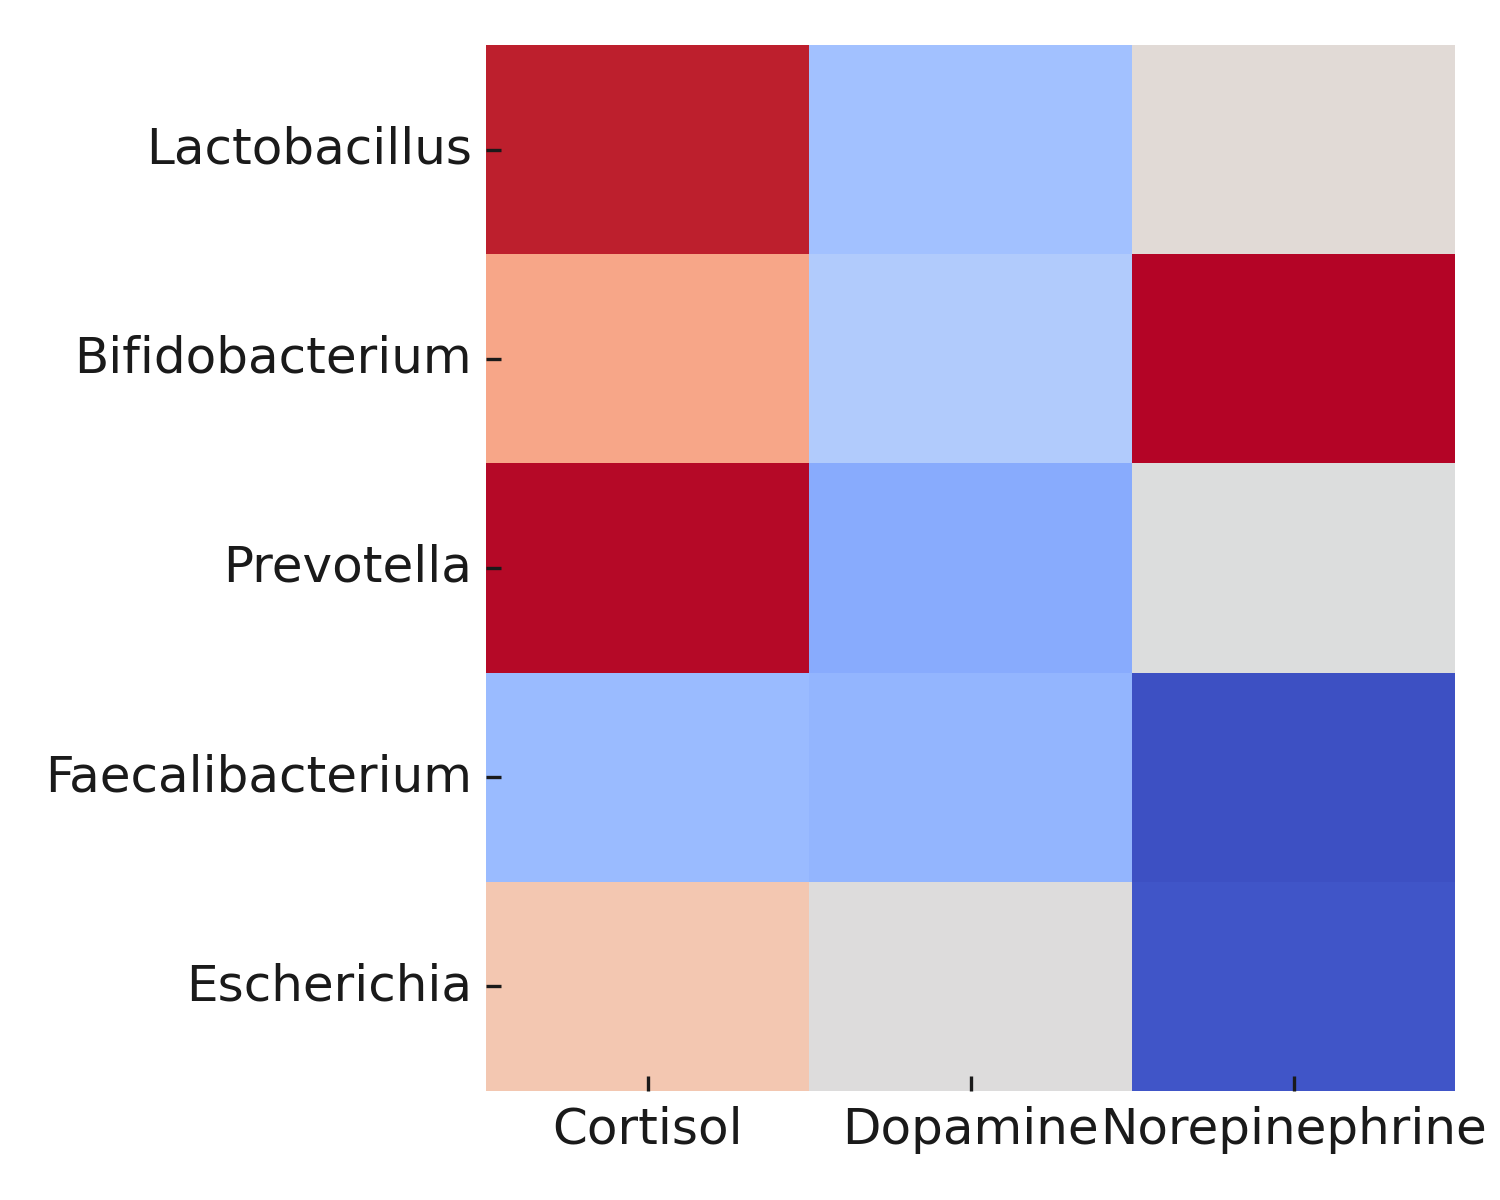 Lactobacillus
Bifidobacterium
Prevotella
Faecalibacterium
Escherichia
Cortisol Dopamine Norepinephrine